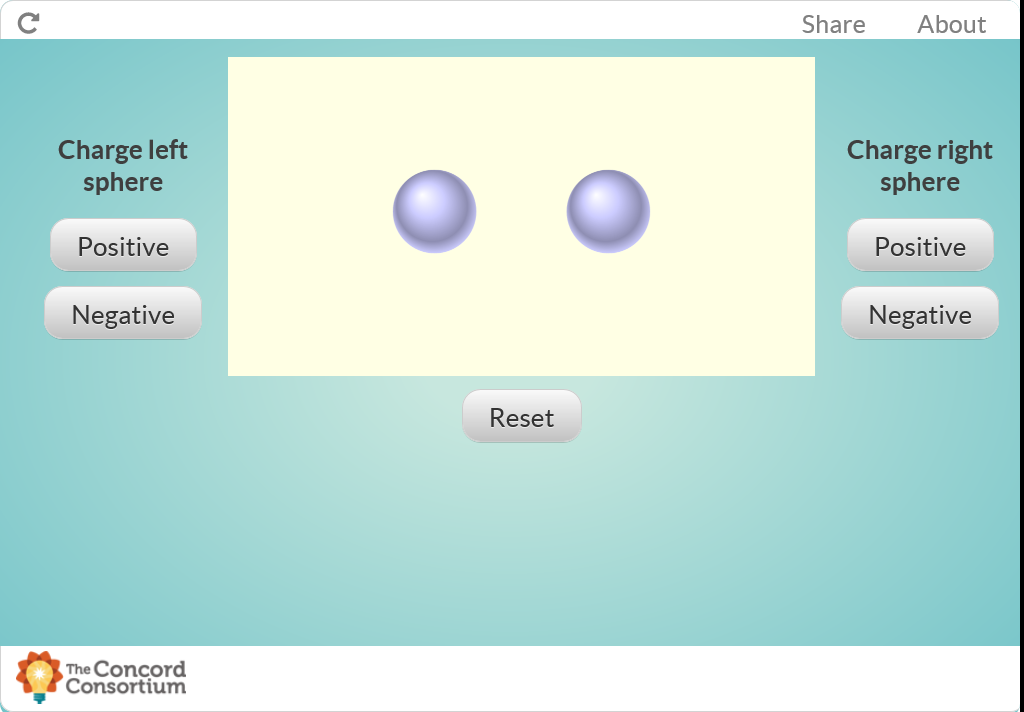 Share About
Charge left
sphere
Positive
Negative
Charge right
sphere
Positive
Negative
Reset
The Concord
Consortium